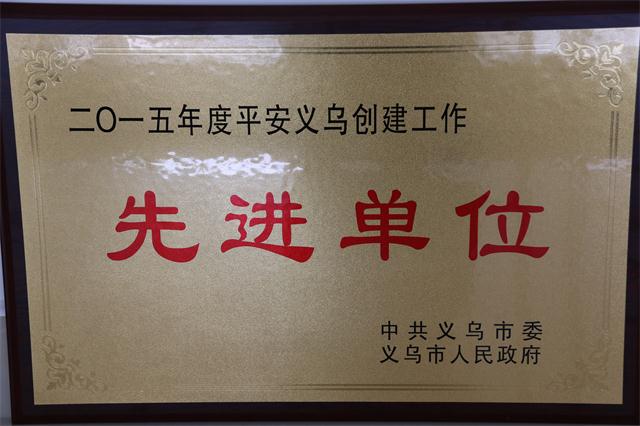 二〇一五年度平安义乌创建工作
先进单位
中共义乌市委
义乌市人民政府